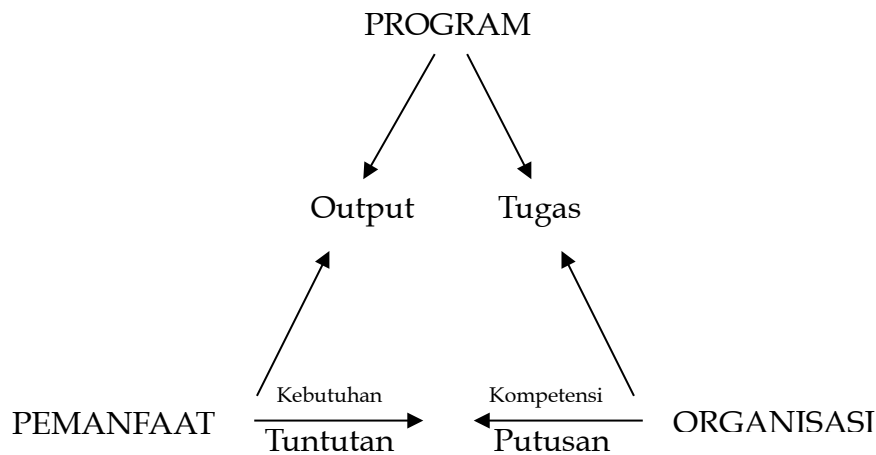 PROGRAM
Output Tugas
Kebutuhan Kompetensi
PEMANFAAT ORGANISASI
Tuntutan Putusan